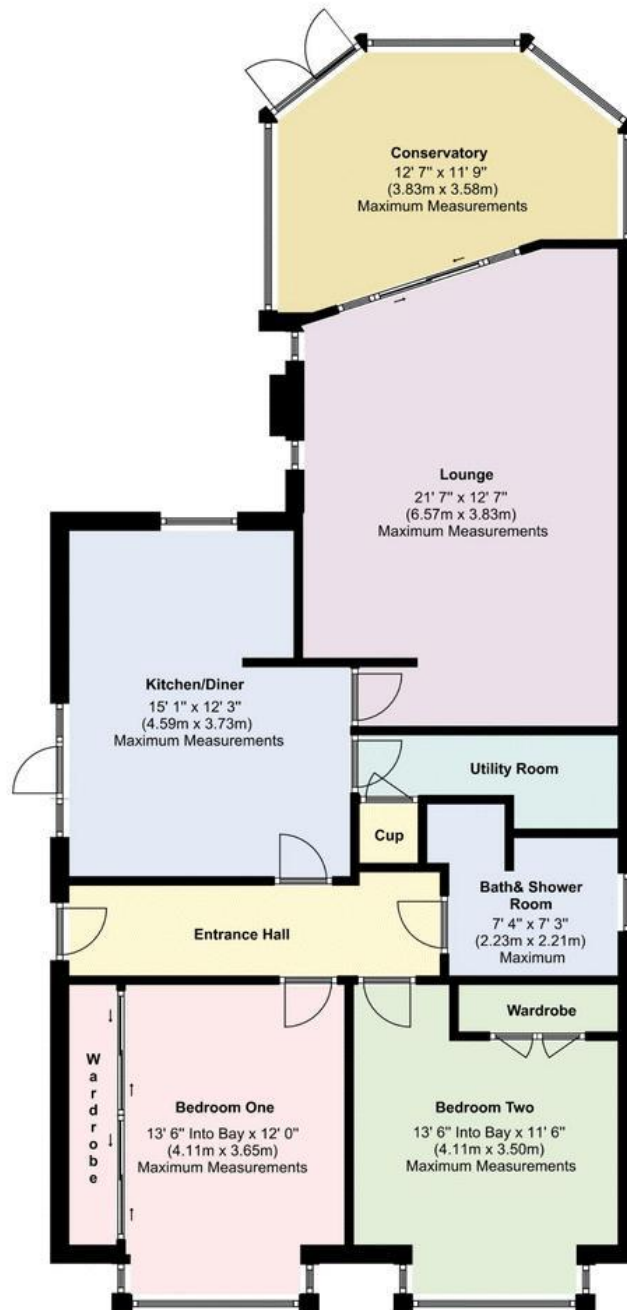 Conservatory
12' 7" x 11' 9"
(3.83m x 3.58m)
Maximum Measurements
Lounge
21' 7" x 12' 7"
(6.57m x 3.83m)
Maximum Measurements
Kitchen/Diner
15' 1" x 12' 3"
(4.59m x 3.73m)
Maximum Measurements
Utility Room
Cup
Bath& Shower
Room
7' 4" x 7' 3"
(2.23m x 2.21m)
Maximum
Entrance Hall
Wardrobe
Wardrobe
Bedroom One
13' 6" Into Bay x 12' 0"
(4.11m x 3.65m)
Maximum Measurements
Bedroom Two
13' 6" Into Bay x 11' 6"
(4.11m x 3.50m)
Maximum Measurements